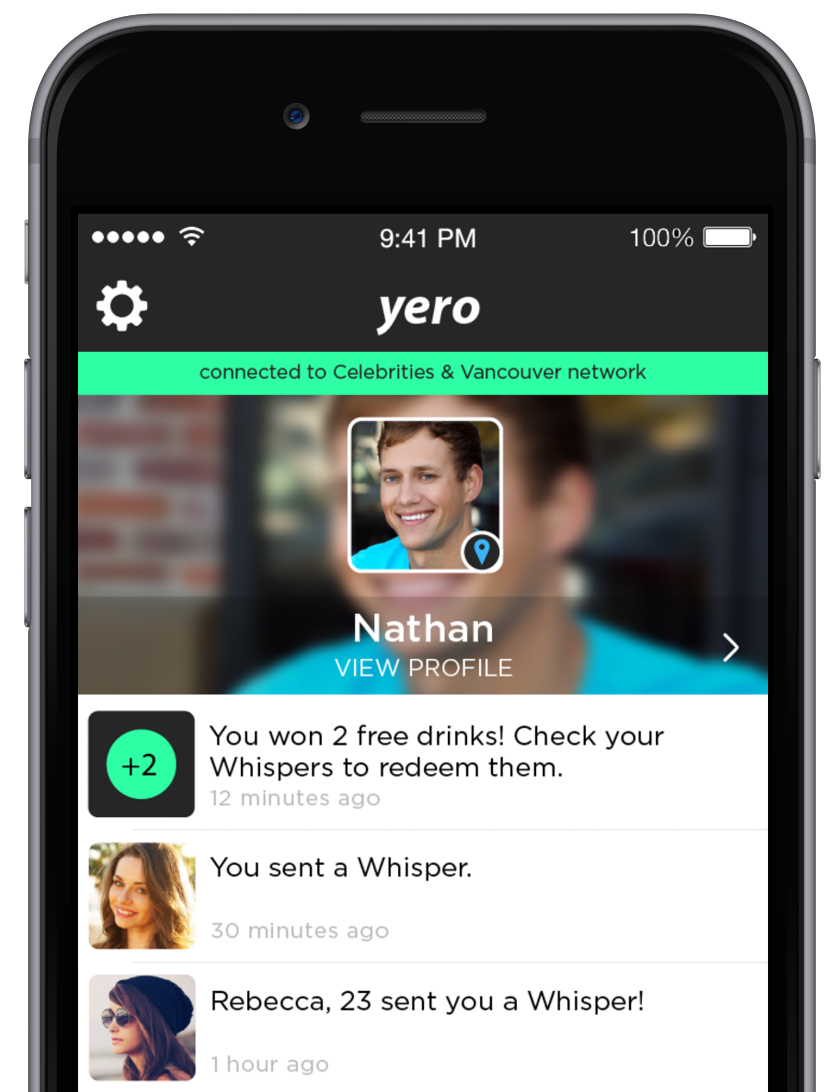 9:41 PM
100%
yero
connected to Celebrities & Vancouver network
Nathan
VIEW PROFILE
+2
You won 2 free drinks! Check your
Whispers to redeem them.
12 minutes ago
You sent a Whisper.
30 minutes ago
Rebecca, 23 sent you a Whisper!
1 hour ago